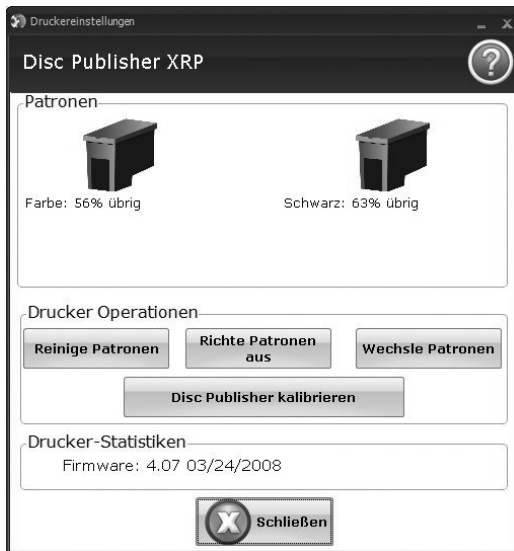 Druckereinstellungen
Disc Publisher XRP
Patronen
Farbe: 56% übrig
Schwarz: 63% übrig
Drucker Operationen
Reinige Patronen
Richte Patronen
aus
Wechsle Patronen
Disc Publisher kalibrieren
Drucker-Statistiken
Firmware: 4.07 03/24/2008
Schließen